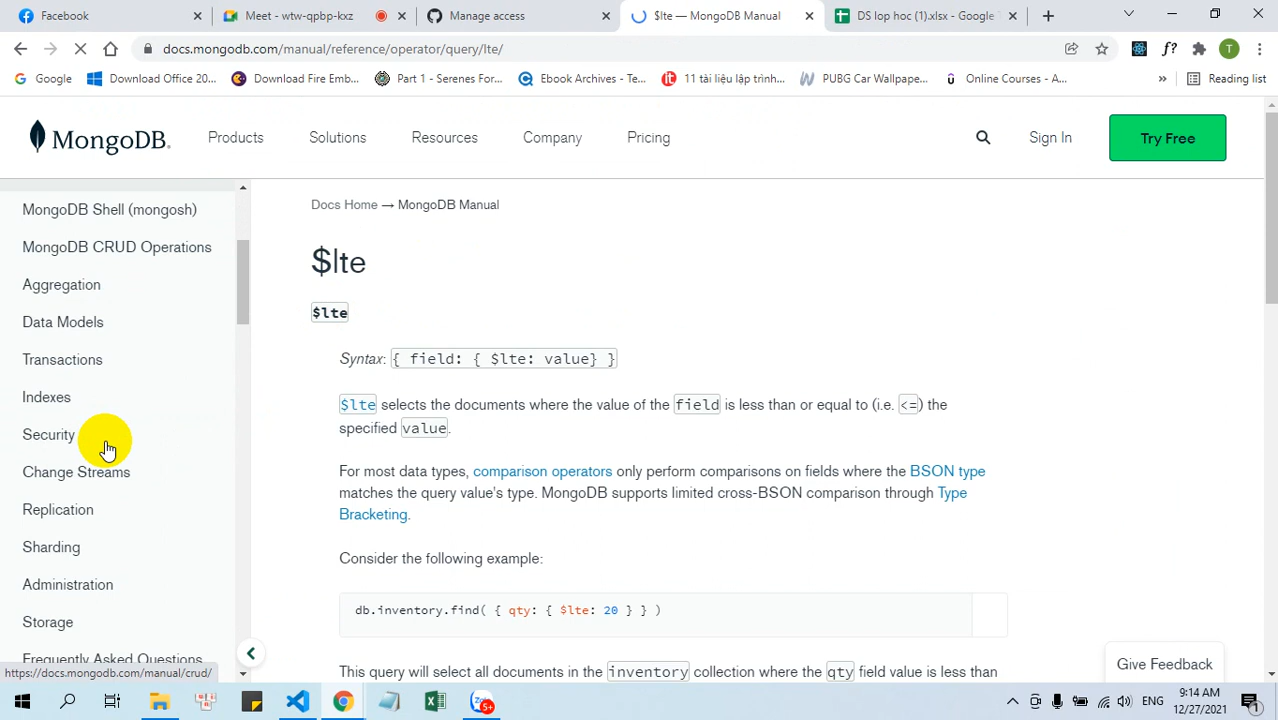 Facebook
Meet - wtw-qpbp-kxz
Manage access
$lte — MongoDB Manual
DS lop hoc (1).xlsx - Google T
docs.mongodb.com/manual/reference/operator/query/lte/
T
Google
Download Office 20...
Download Fire Emb...
Part 1 - Serenes For...
Ebook Archives - Te...
11 tài liệu lập trình...
PUBG Car Wallpape...
Online Courses - A...
»
Reading list
MongoDB.
Products
Solutions
Resources
Company
Pricing
Sign In
Try Free
MongoDB Shell (mongosh)
MongoDB CRUD Operations
Aggregation
Data Models
Transactions
Indexes
Security
Change Streams
Replication
Sharding
Administration
Storage
Frequently Asked Questions
https://docs.mongodb.com/manual/crud/
Docs Home → MongoDB Manual
$lte
$lte
Syntax: { field: { $lte: value} }
$lte selects the documents where the value of the field is less than or equal to (i.e. <=) the
specified value.
For most data types, comparison operators only perform comparisons on fields where the BSON type
matches the query value's type. MongoDB supports limited cross-BSON comparison through Type
Bracketing.
Consider the following example:
db.inventory.find( { qty: { $lte: 20 } } )
This query will select all documents in the inventory collection where the qty field value is less than
Give Feedback
5+
ENG
9:14 AM
12/27/2021
1